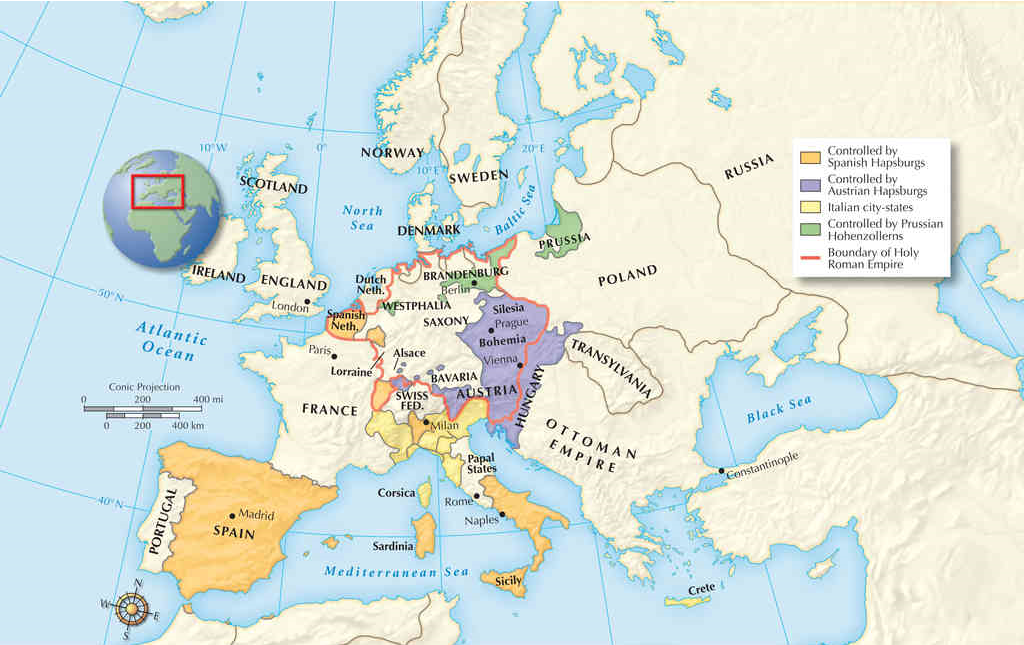 10°W
0°
10°E
20°E
NORWAY
SWEDEN
RUSSIA
SCOTLAND
North
Sea
Baltic Sea
DENMARK
PRUSSIA
IRELAND
ENGLAND
London
Dutch
Neth.
BRANDENBURG
Berlin
POLAND
50°N
WESTPHALIA
SAXONY
Silesia
Prague
Bohemia
Spanish
Neth.
Atlantic
Ocean
Paris
Alsace
Lorraine
Vienna
BAVARIA
AUSTRIA
HUNGARY
TRANSYLVANIA
FRANCE
SWISS
FED.
Milan
OTTOMAN
EMPIRE
Black Sea
Constantinople
Papal
States
Corsica
Rome
Naples
40°N
PORTUGAL
Madrid
SPAIN
Sardinia
Mediterranean Sea
Sicily
Crete
Conic Projection
0 200 400 mi
0 200 400 km
N
W
E
S
Controlled by
Spanish Hapsburgs
Controlled by
Austrian Hapsburgs
Italian city-states
Controlled by Prussian
Hohenzollerns
Boundary of Holy
Roman Empire